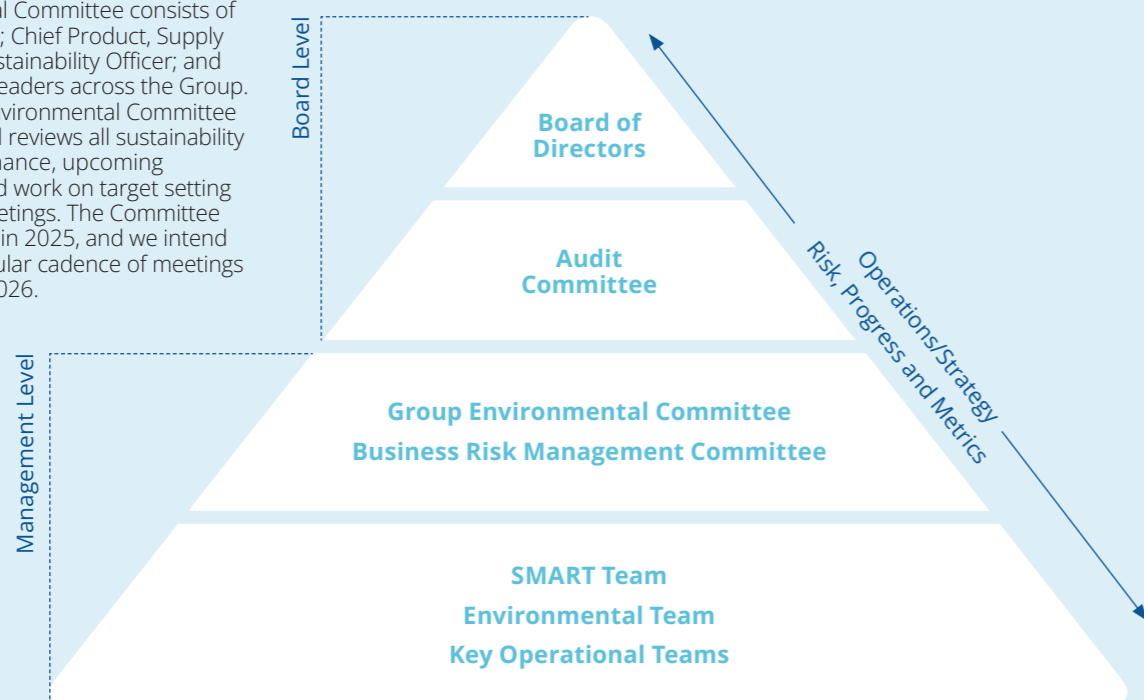 al Committee consists of
; Chief Product, Supply
stainability Officer; and
eaders across the Group.
vironmental Committee
l reviews all sustainability
nance, upcoming
d work on target setting
etings. The Committee
in 2025, and we intend
ular cadence of meetings
026.
Board Level
Board of
Directors
Audit
Committee
Operations/Strategy
Risk, Progress and Metrics
Management Level
Group Environmental Committee
Business Risk Management Committee
SMART Team
Environmental Team
Key Operational Teams